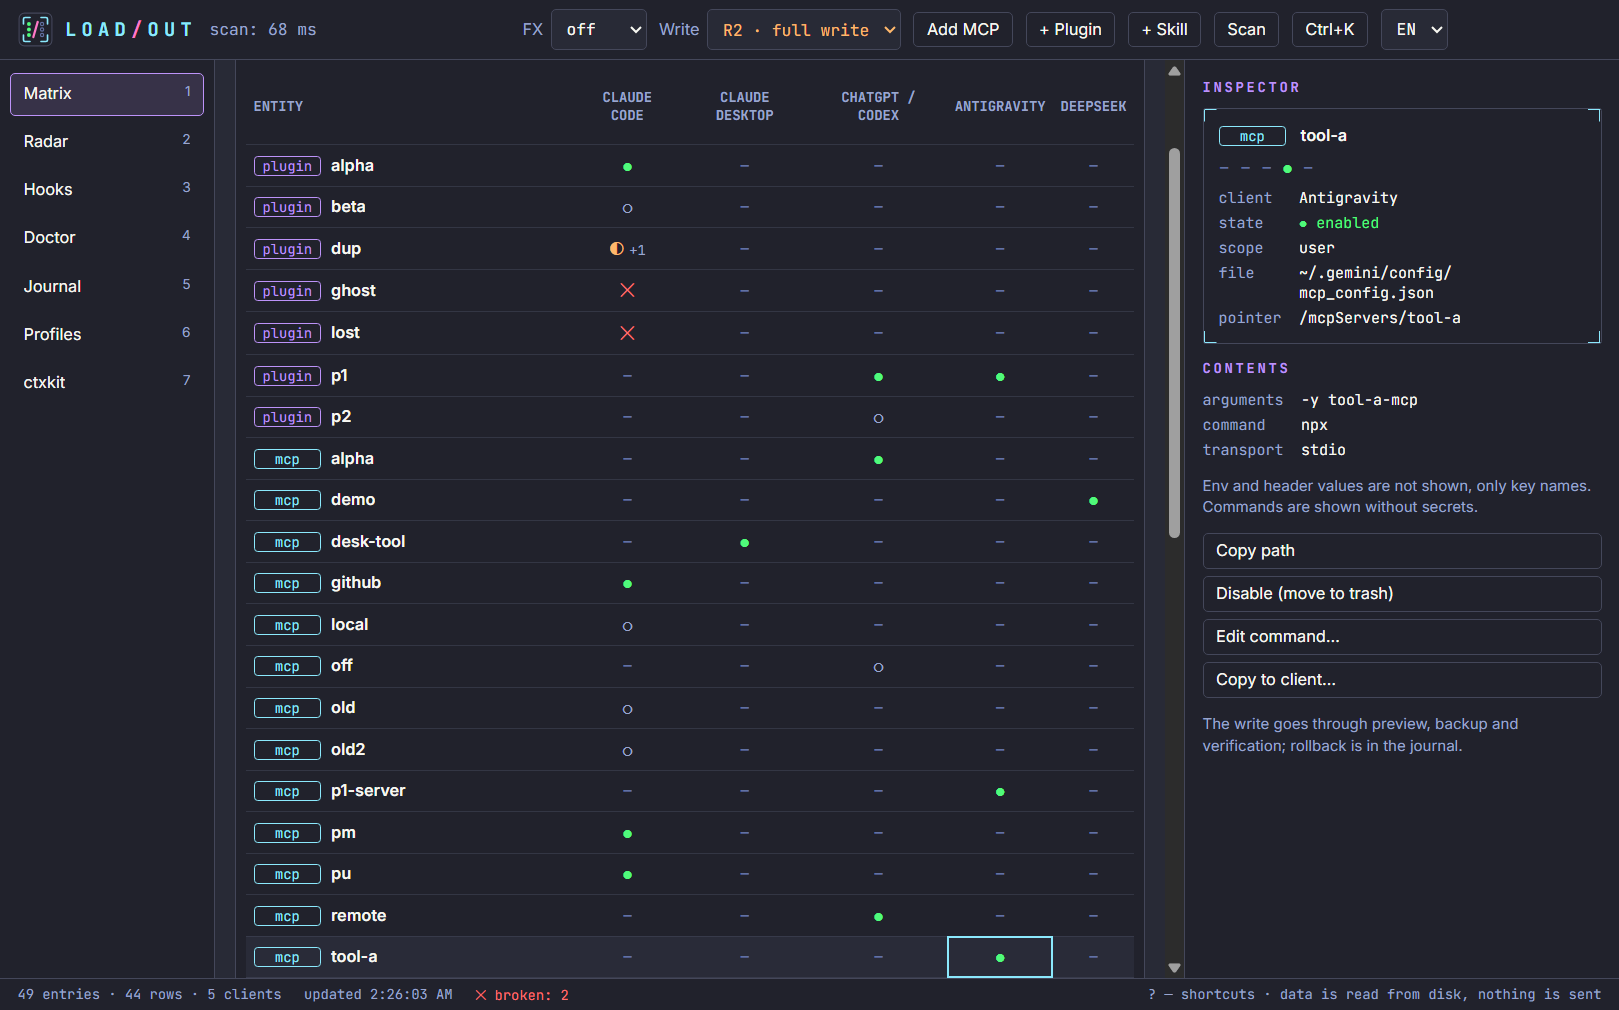 LOAD/OUT scan: 68 ms FX off Write R2 · full write Add MCP + Plugin + Skill Scan Ctrl+K EN
Matrix 1
Radar 2
Hooks 3
Doctor 4
Journal 5
Profiles 6
ctxkit 7
ENTITY CLAUDE CODE CLAUDE DESKTOP CHATGPT / CODEX ANTIGRAVITY DEEPSEEK
plugin alpha ● – – – –
plugin beta ○ – – – –
plugin dup ◐ +1 – – – –
plugin ghost ✕ – – – –
plugin lost ✕ – – – –
plugin p1 – – ● ● –
plugin p2 – – ○ – –
mcp alpha – – ● – –
mcp demo – – – – ●
mcp desk-tool – ● – – –
mcp github ● – – – –
mcp local ○ – – – –
mcp off – – ○ – –
mcp old ○ – – – –
mcp old2 ○ – – – –
mcp p1-server – – – ● –
mcp pm ● – – – –
mcp pu ● – – – –
mcp remote – – ● – –
mcp tool-a – – – ● –
INSPECTOR
mcp tool-a
– – – ● –
client Antigravity
state ● enabled
scope user
file ~/.gemini/config/
mcp_config.json
pointer /mcpServers/tool-a
CONTENTS
arguments -y tool-a-mcp
command npx
transport stdio
Env and header values are not shown, only key names.
Commands are shown without secrets.
Copy path
Disable (move to trash)
Edit command...
Copy to client...
The write goes through preview, backup and
verification; rollback is in the journal.
49 entries · 44 rows · 5 clients updated 2:26:03 AM ✕ broken: 2 ? – shortcuts · data is read from disk, nothing is sent